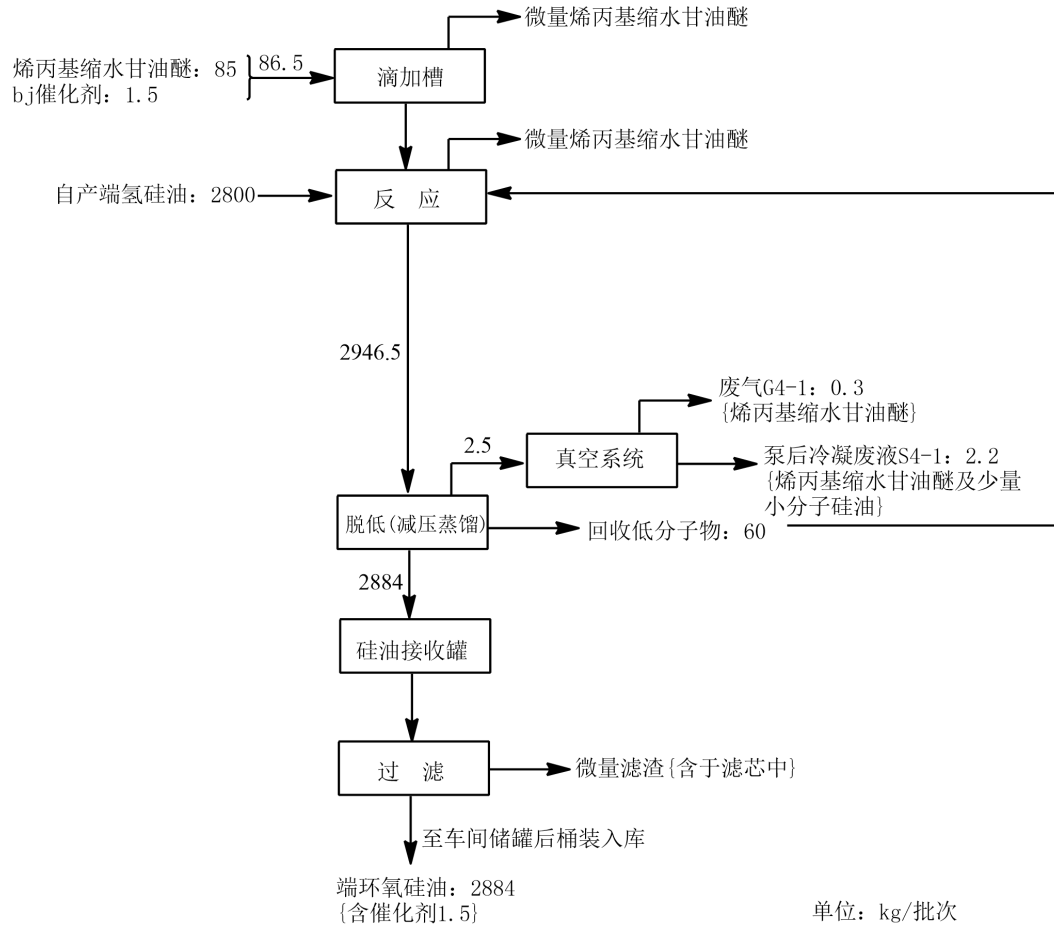 微量烯丙基缩水甘油醚
烯丙基缩水甘油醚：85
bj催化剂：1.5
86.5
滴加槽
微量烯丙基缩水甘油醚
自产端氢硅油：2800
反 应
2946.5
废气G4-1：0.3
{烯丙基缩水甘油醚}
2.5
真空系统
泵后冷凝废液S4-1：2.2
{烯丙基缩水甘油醚及少量
小分子硅油}
脱低(减压蒸馏)
回收低分子物：60
2884
硅油接收罐
过 滤
微量滤渣{含于滤芯中}
至车间储罐后桶装入库
端环氧硅油：2884
{含催化剂1.5}
单位：kg/批次